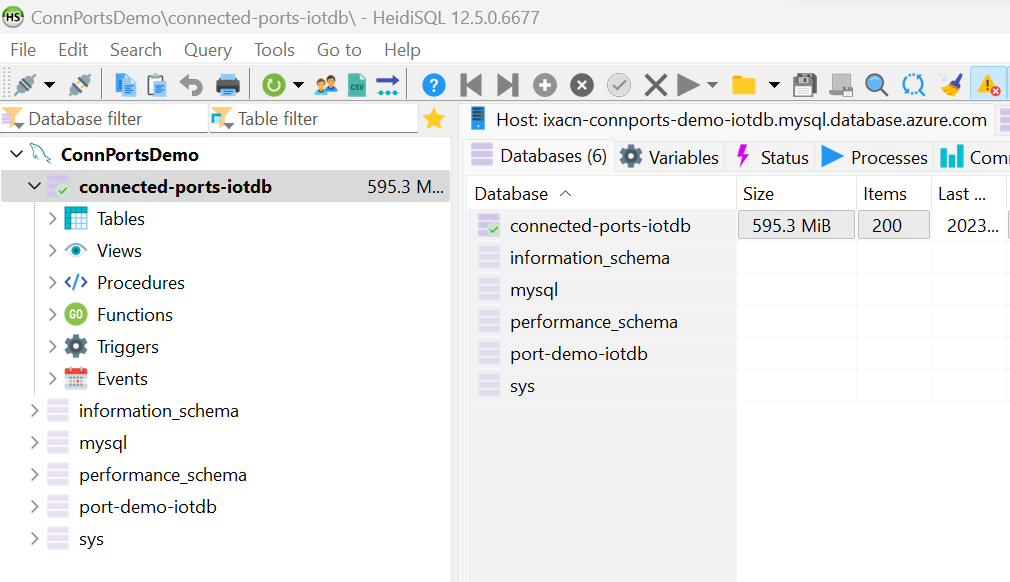 HS ConnPortsDemo\connected-ports-iotdb\ - HeidiSQL 12.5.0.6677
File Edit Search Query Tools Go to Help
CSV ?
Database filter Table filter
Host: ixacn-connports-demo-iotdb.mysql.database.azure.com
ConnPortsDemo
connected-ports-iotdb 595.3 M...
Tables
Views
Procedures
GO Functions
Triggers
Events
information_schema
mysql
performance_schema
port-demo-iotdb
sys
Databases (6) Variables Status Processes Com
Database Size Items Last ...
connected-ports-iotdb 595.3 MiB 200 2023...
information_schema
mysql
performance_schema
port-demo-iotdb
sys